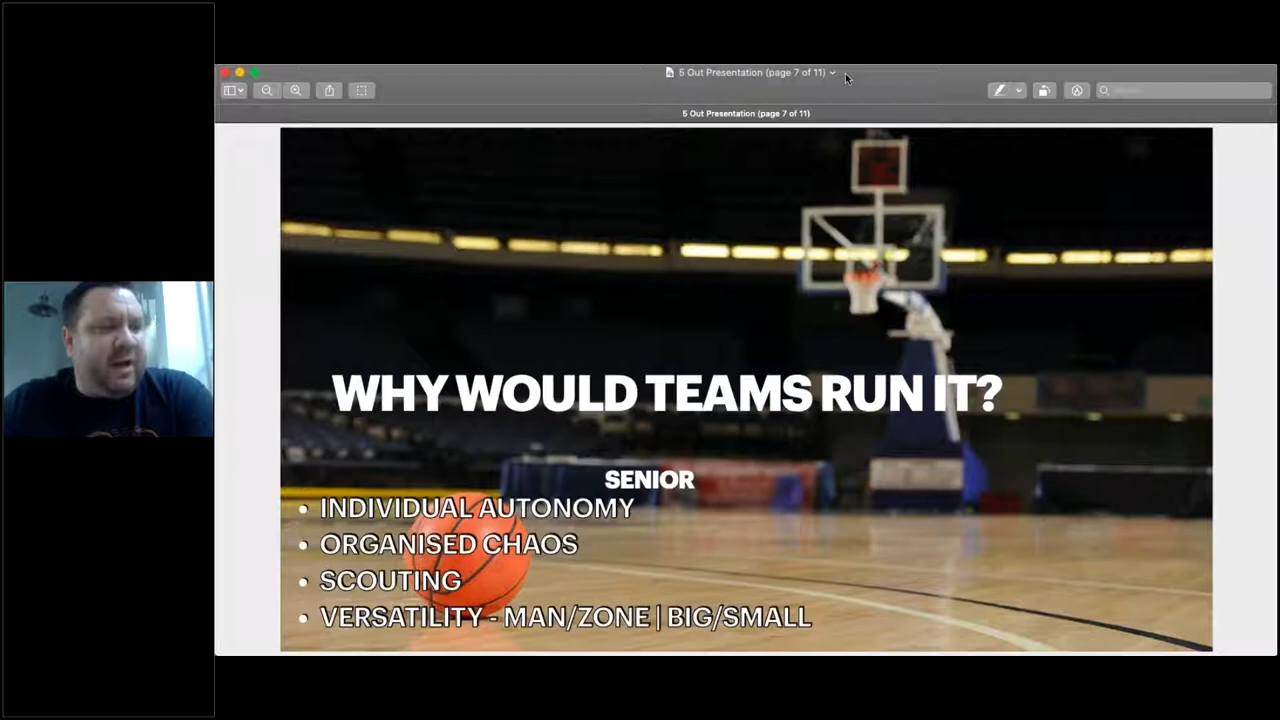 5 Out Presentation (page 7 of 11)
5 Out Presentation (page 7 of 11)
WHY WOULD TEAMS RUN IT?
SENIOR
• INDIVIDUAL AUTONOMY
• ORGANISED CHAOS
• SCOUTING
• VERSATILITY - MAN/ZONE | BIG/SMALL